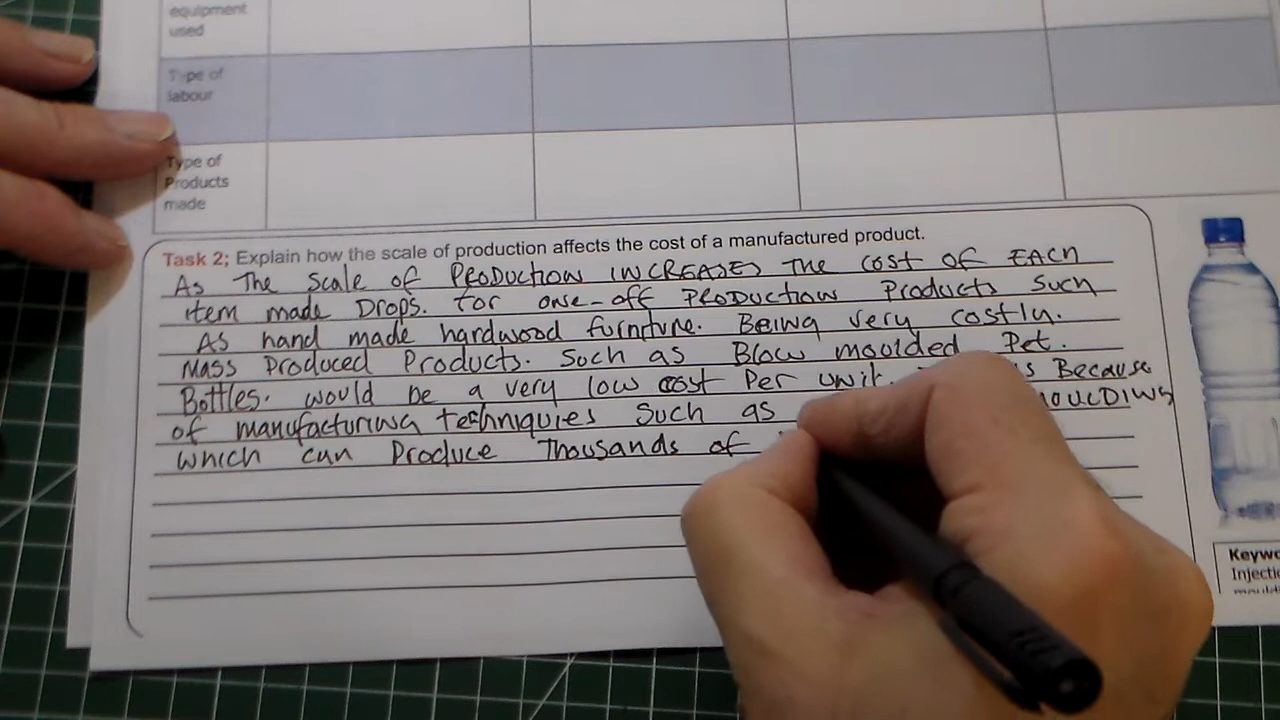 equipment
used
Type of
labour
Type of
Products
made
Task 2; Explain how the scale of production affects the cost of a manufactured product.
As The Scale of PRODUCTION INCREASES THE cost of EACH
item made Drops. for one-off PRODUCTION Products Such
As hand made hardwood furniture. Being very costly.
Mass Produced Products. Such as Blow moulded Pet.
Bottles. would be a very low cost Per unit. Because
of manufacturing techniquies Such as MOULDING
which can Produce Thousands of
Keywo
Injecti